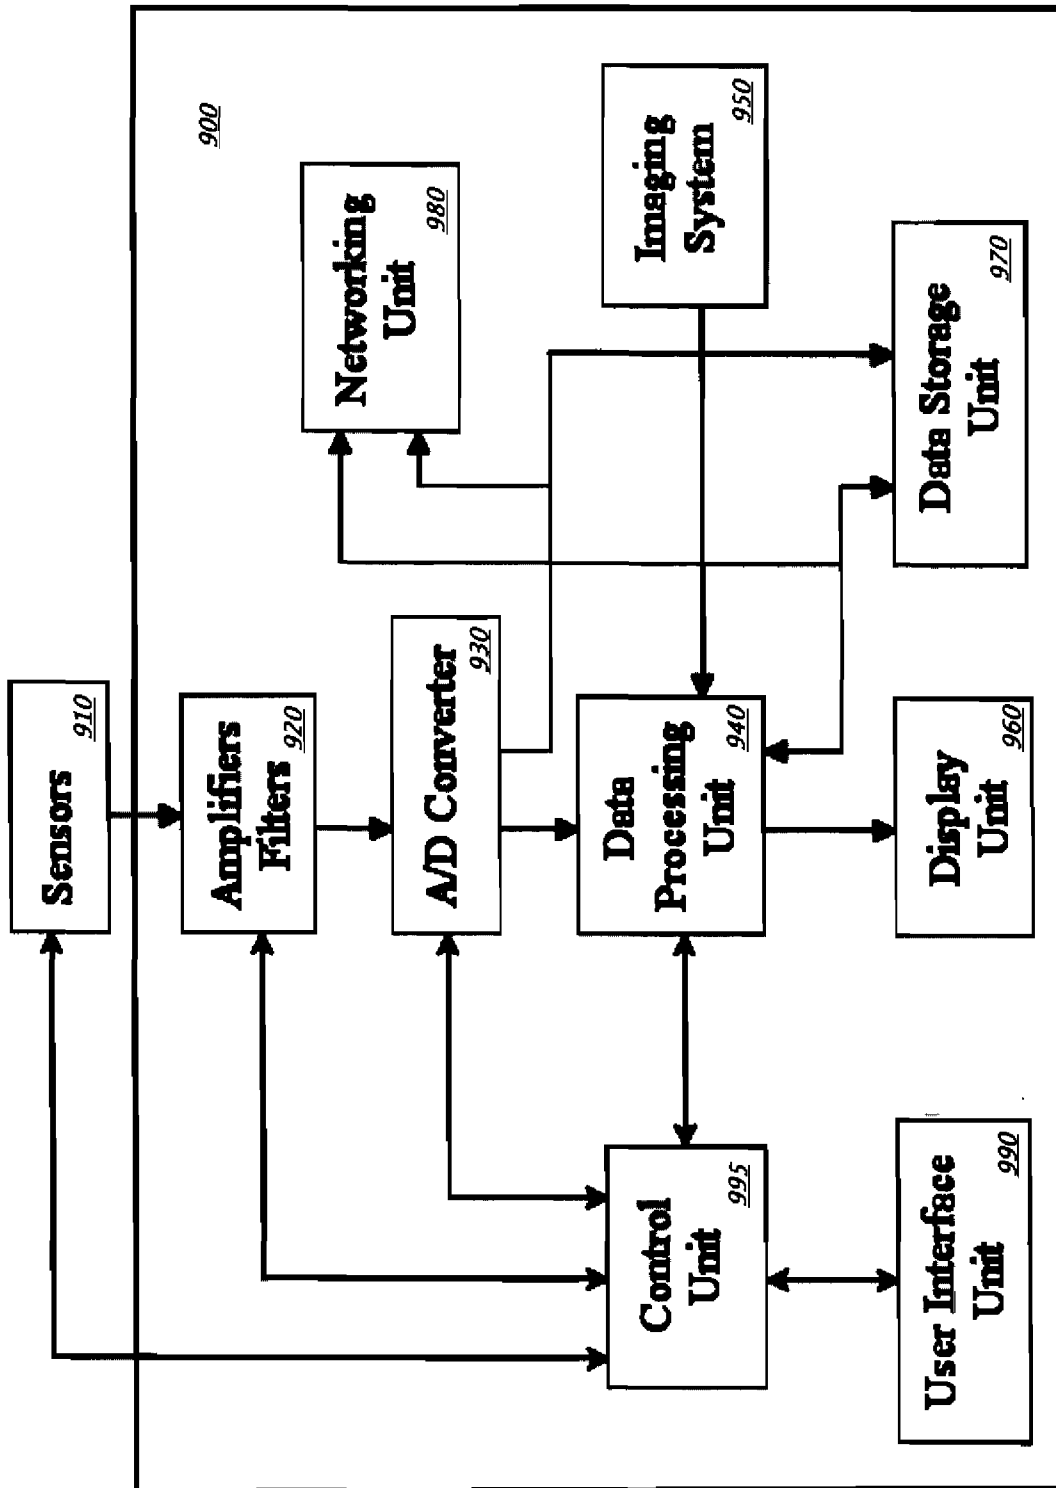 Sensors
910
900
Amplifiers
Filters
920
Networking
Unit
980
A/D Converter
930
Control
Unit
995
Data
Processing
Unit
940
Imaging
System
950
User Interface
Unit
990
Display
Unit
960
Data Storage
Unit
970